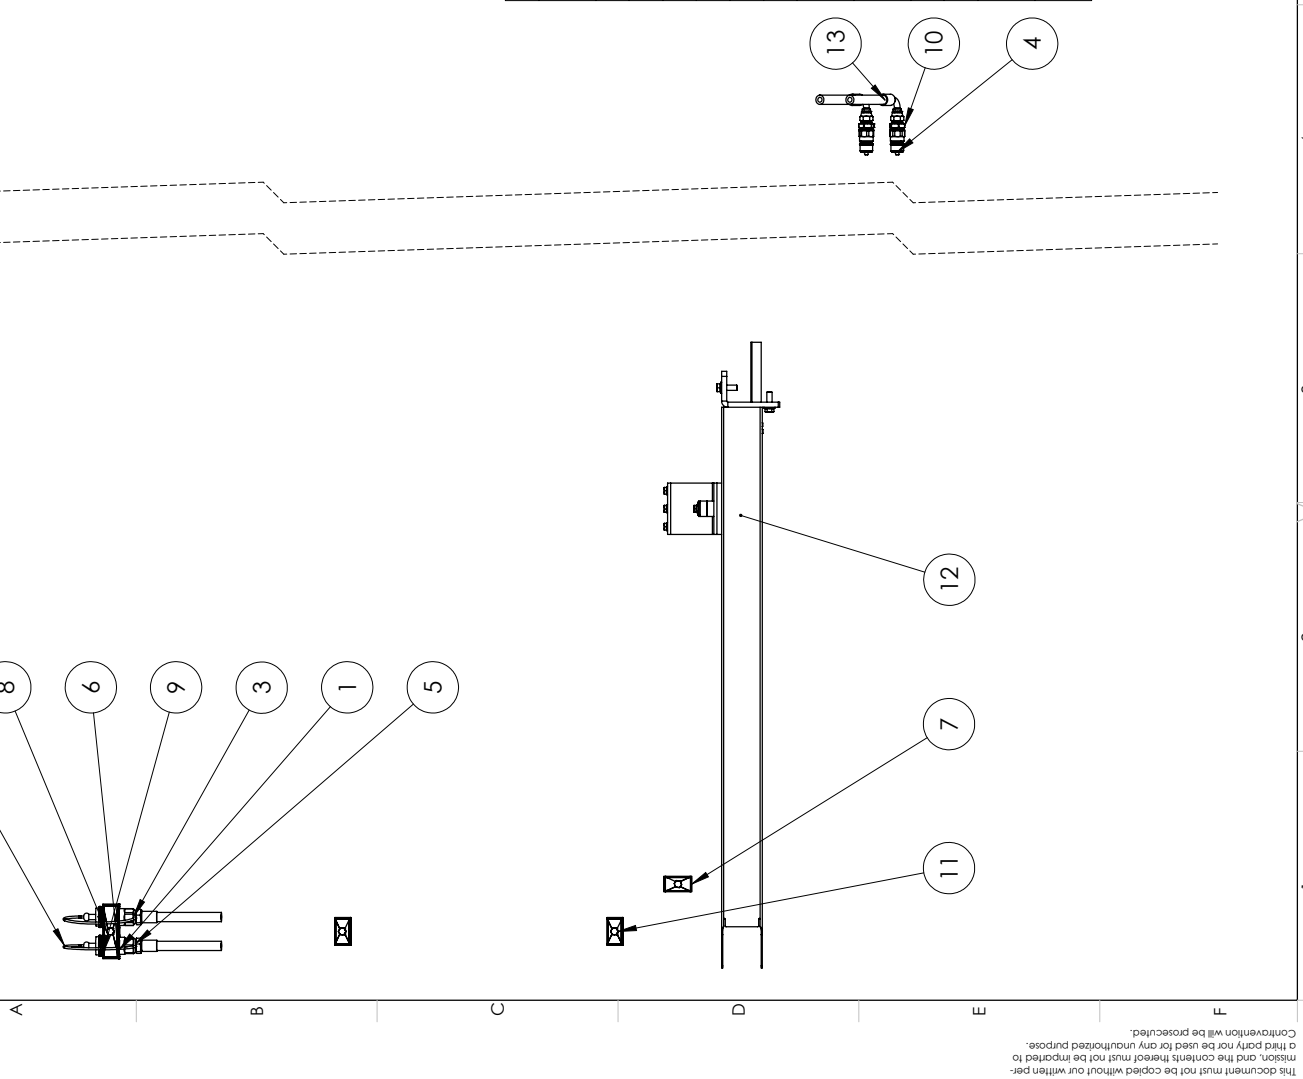 13
10
4
12
8
6
9
3
1
5
7
11
A
B
C
D
E
F
This document must not be copied without our written per-
mission, and the contents thereof must not be imparted to
a third party nor be used for any unauthorized purpose.
Contravention will be prosecuted.